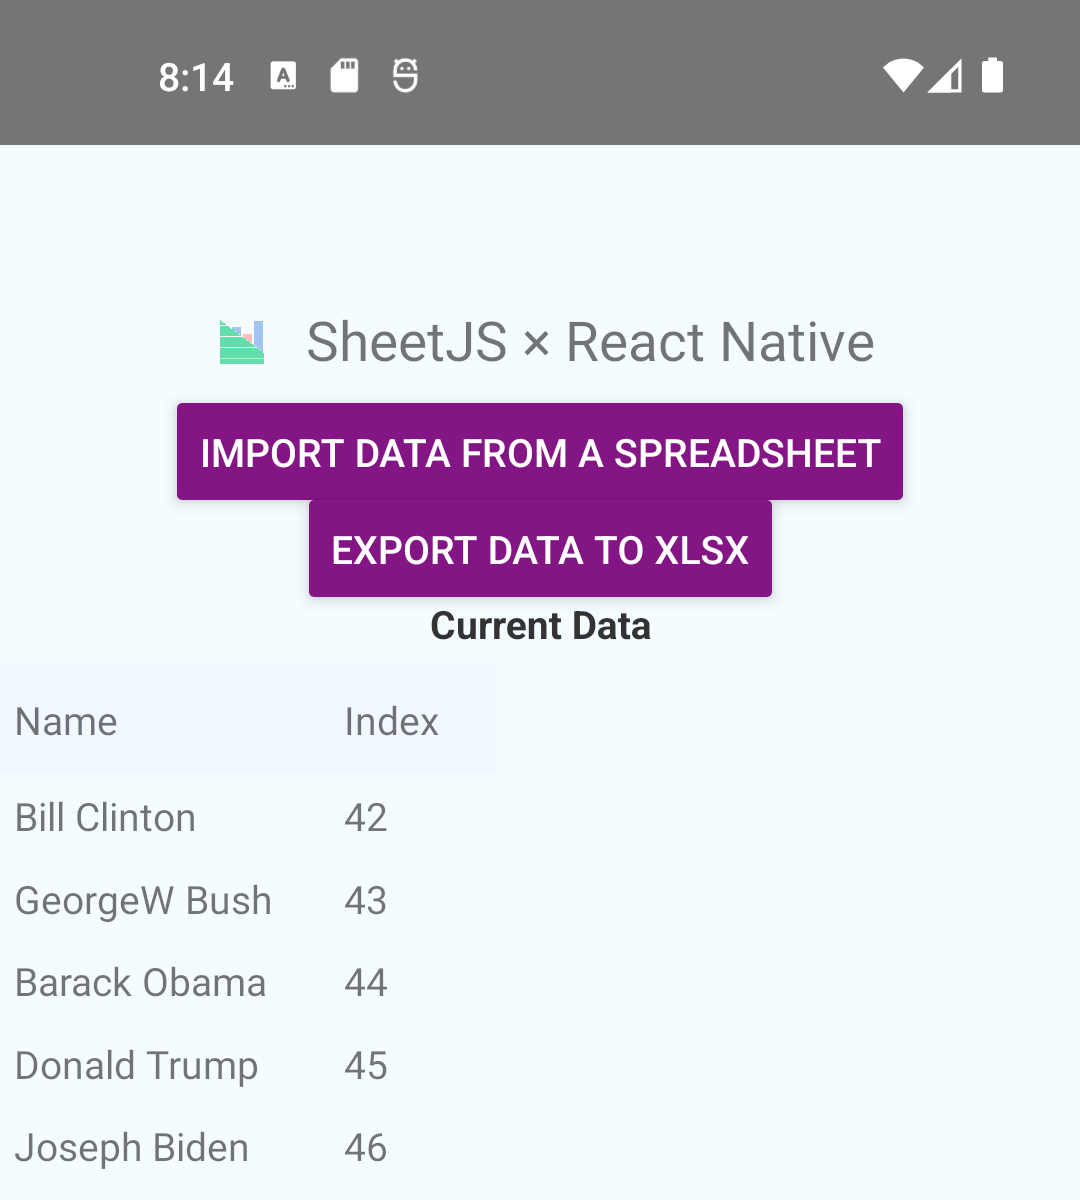 8:14
SheetJS × React Native
IMPORT DATA FROM A SPREADSHEET
EXPORT DATA TO XLSX
Current Data
Name Index
Bill Clinton 42
GeorgeW Bush 43
Barack Obama 44
Donald Trump 45
Joseph Biden 46